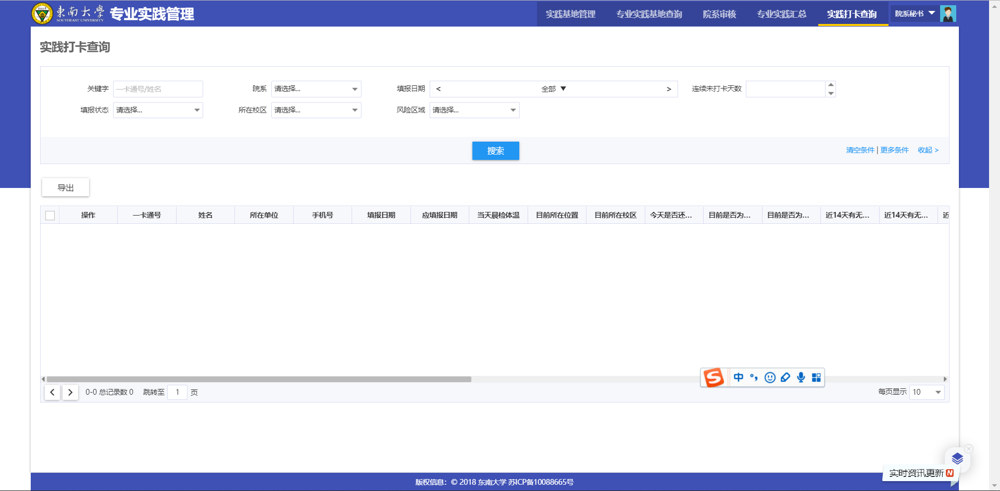 東南大學 专业实践管理
SOUTHEAST UNIVERSITY
实践基地管理 专业实践基地查询 院系审核 专业实践汇总 实践打卡查询 院系秘书
实践打卡查询
关键字 一卡通号/姓名 院系 请选择... 填报日期 < 全部 ▼ > 连续未打卡天数
填报状态 请选择... 所在校区 请选择... 风险区域 请选择...
搜索
清空条件 | 更多条件 收起 >
导出
操作 一卡通号 姓名 所在单位 手机号 填报日期 应填报日期 当天晨检体温 目前所在位置 目前所在校区 今天是否还... 目前是否为... 目前是否为... 近14天有无... 近14天有无... 近
中 °,
0-0 总记录数 0 跳转至 1 页 每页显示 10
实时资讯更新 N
版权信息：© 2018 东南大学 苏ICP备10088665号